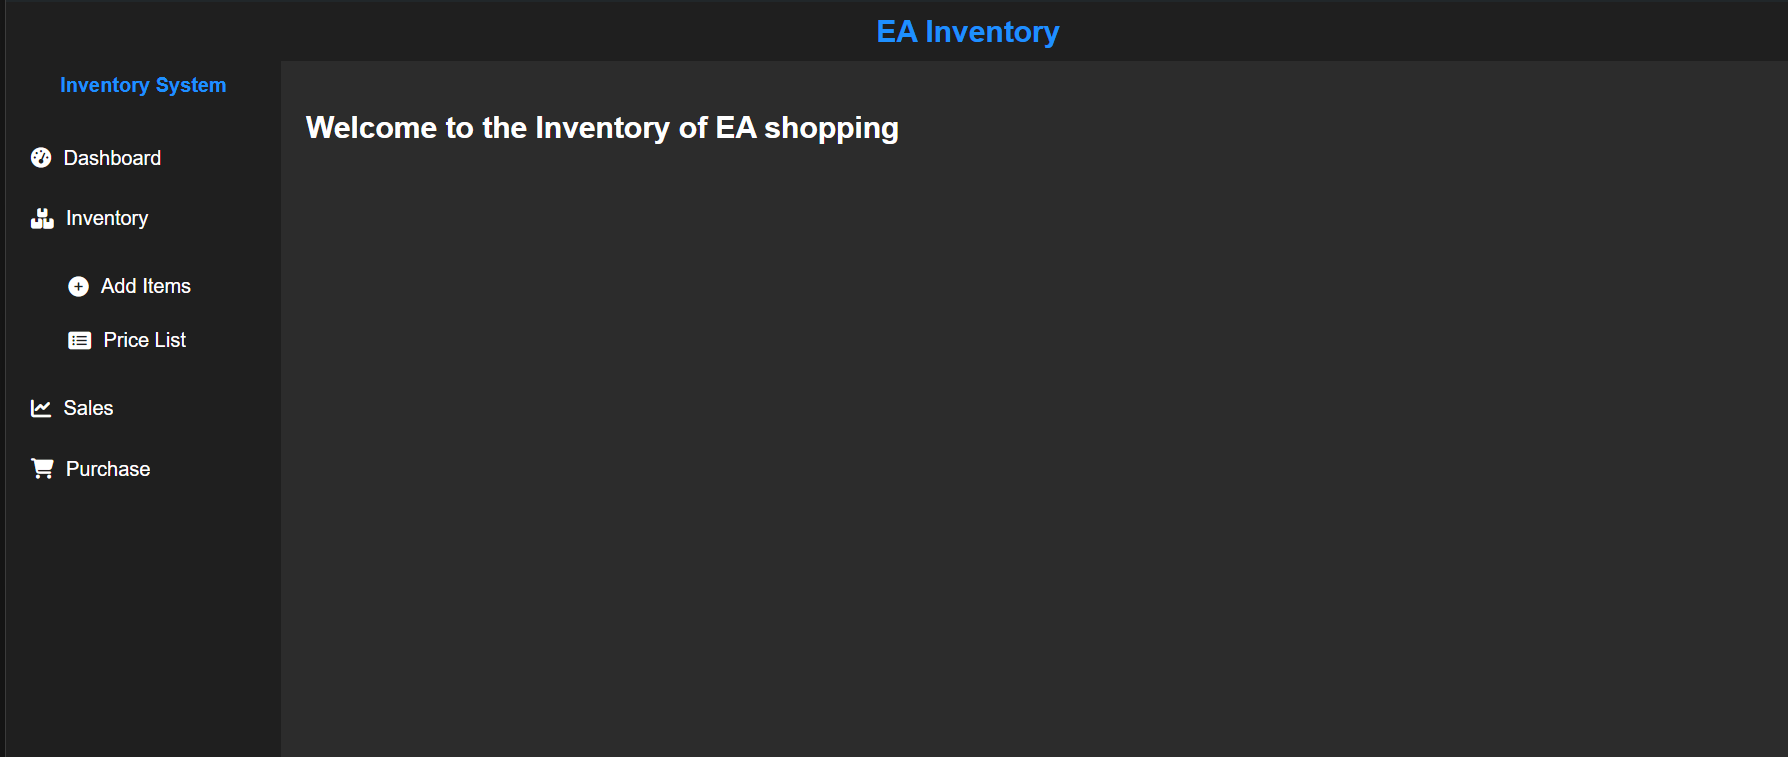 EA Inventory
Inventory System
Welcome to the Inventory of EA shopping
Dashboard
Inventory
Add Items
Price List
Sales
Purchase